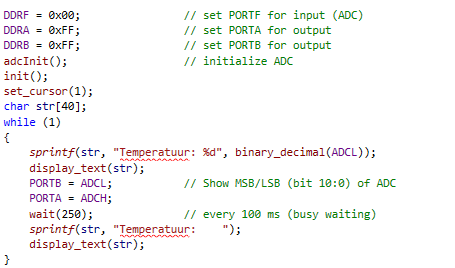 DDRF = 0x00; // set PORTF for input (ADC)
DDRA = 0xFF; // set PORTA for output
DDRB = 0xFF; // set PORTB for output
adcInit(); // initialize ADC
init();
set_cursor(1);
char str[40];
while (1)
{
sprintf(str, "Temperatuur: %d", binary_decimal(ADCL));
display_text(str);
PORTB = ADCL; // Show MSB/LSB (bit 10:0) of ADC
PORTA = ADCH;
wait(250); // every 100 ms (busy waiting)
sprintf(str, "Temperatuur:    ");
display_text(str);
}